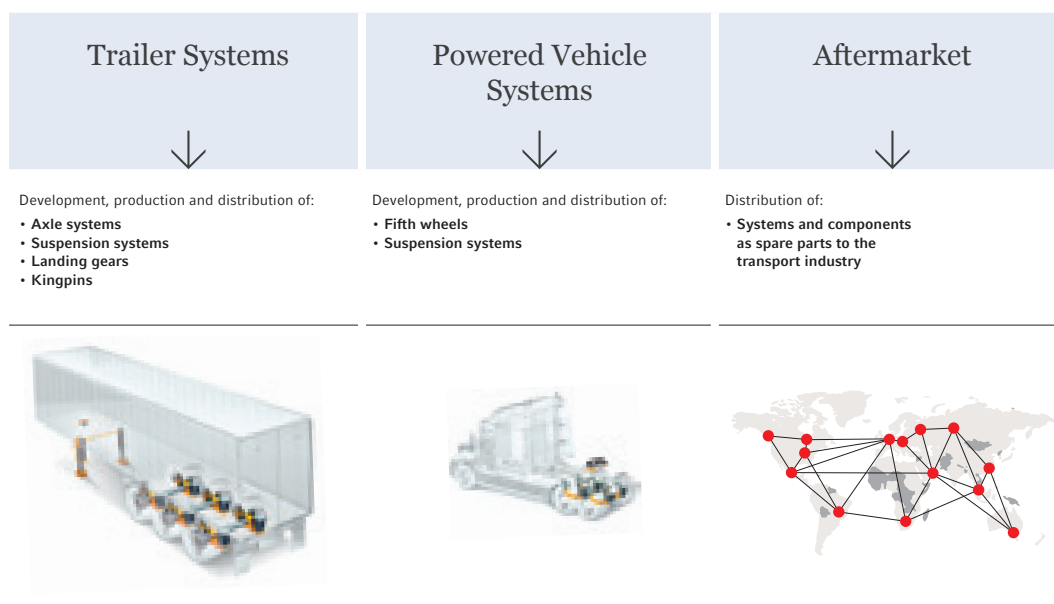 Trailer Systems
Development, production and distribution of:
• Axle systems
• Suspension systems
• Landing gears
• Kingpins
Powered Vehicle
Systems
Development, production and distribution of:
• Fifth wheels
• Suspension systems
Aftermarket
Distribution of:
• Systems and components
as spare parts to the
transport industry